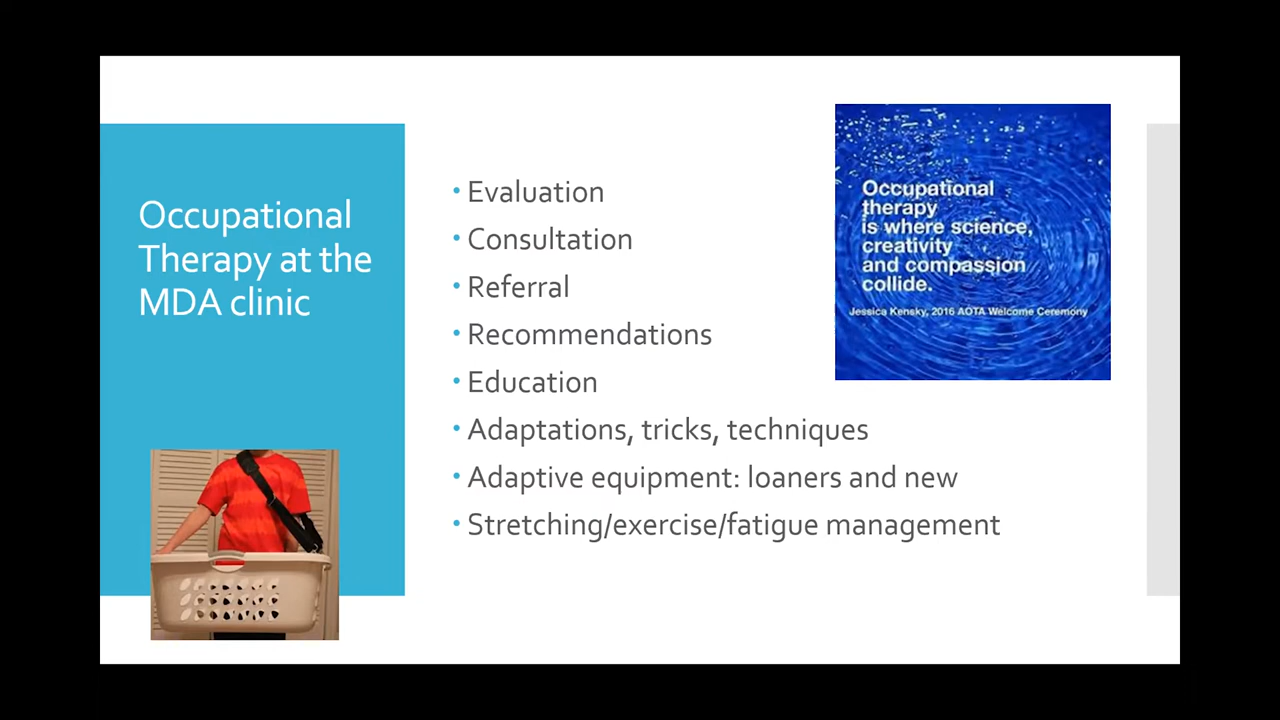 Occupational
Therapy at the
MDA clinic
• Evaluation
• Consultation
• Referral
• Recommendations
• Education
• Adaptations, tricks, techniques
• Adaptive equipment: loaners and new
• Stretching/exercise/fatigue management
Occupational
therapy
is where science,
creativity
and compassion
collide.
Jessica Kensky, 2016 AOTA Welcome Ceremony